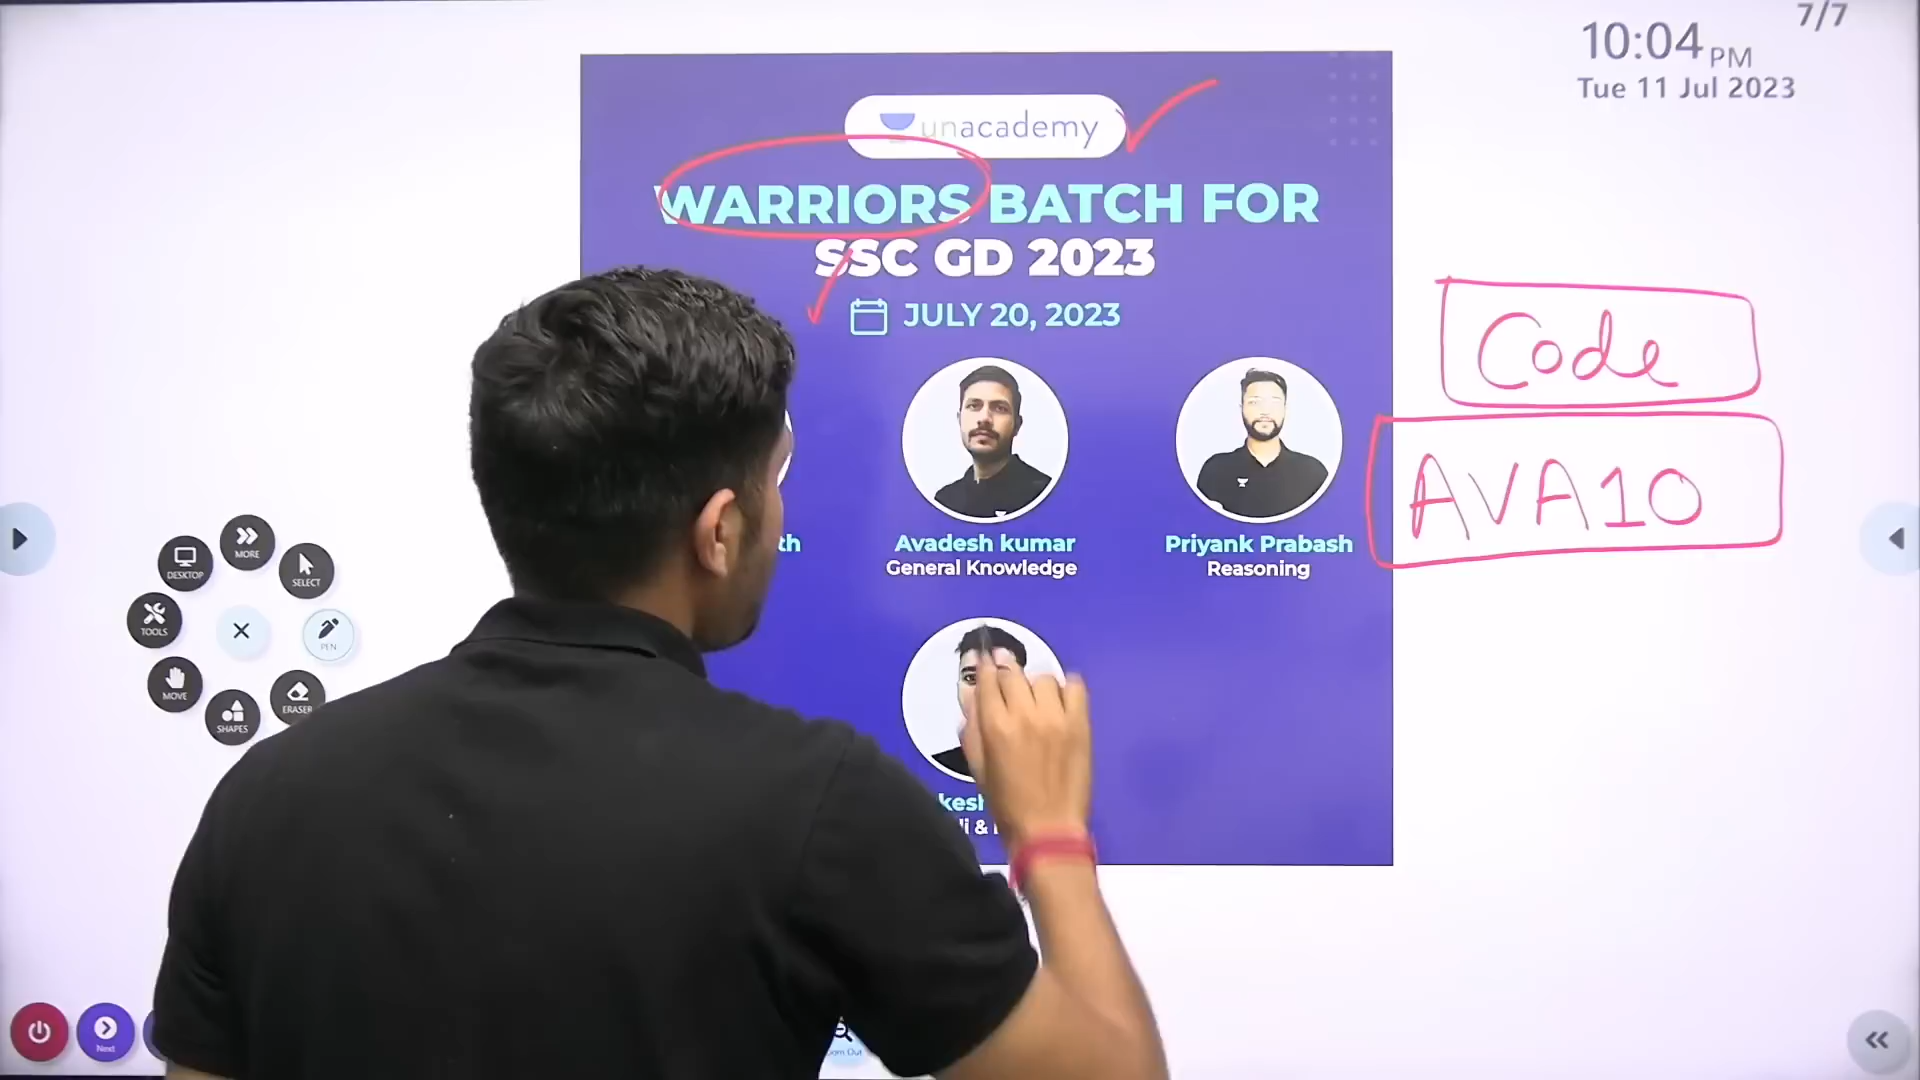 7/7
10:04 PM
Tue 11 Jul 2023
unacademy
WARRIORS BATCH FOR
SSC GD 2023
JULY 20, 2023
Code
AVA10
Avadesh kumar
General Knowledge
Priyank Prabash
Reasoning
MORE
DESKTOP
SELECT
TOOLS
PEN
MOVE
ERASER
SHAPES
Next